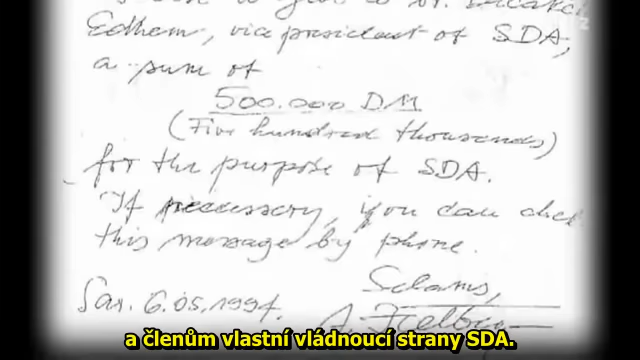 Edhem, vice president of SDA,
a sum of
500.000 DM
(Five hundred thousends)
for the purpose of SDA.
If necessary, you can check
this message by phone.
Selams,
Sar. 6.05.1994.
a členům vlastní vládnoucí strany SDA.